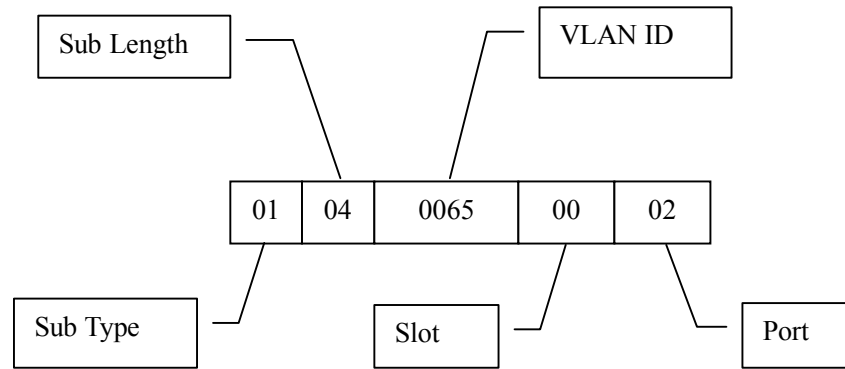 Sub Length
VLAN ID
01 04 0065 00 02
Sub Type
Slot
Port